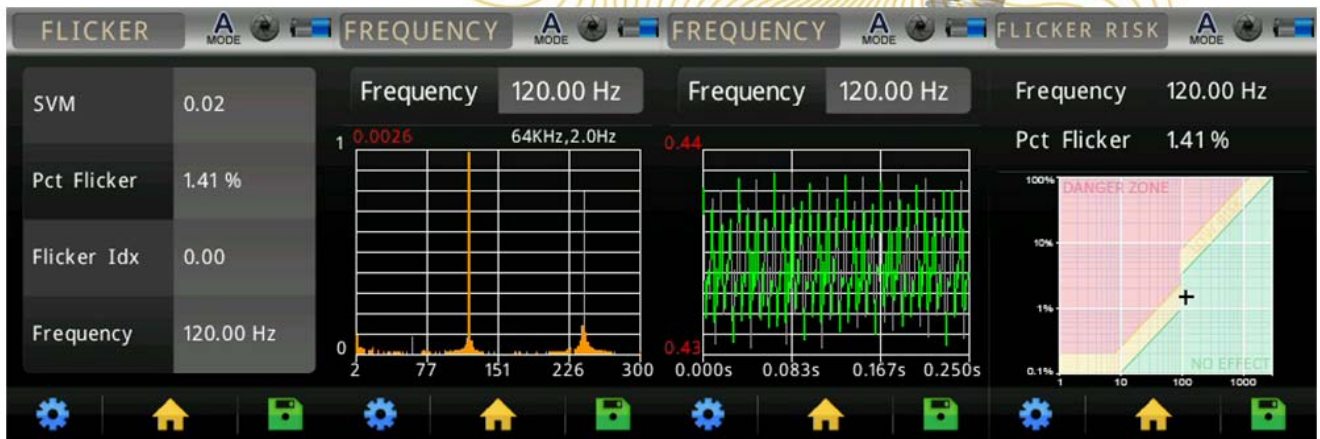 FLICKER
A
MODE
SVM 0.02
Pct Flicker 1.41 %
Flicker Idx 0.00
Frequency 120.00 Hz
FREQUENCY
A
MODE
Frequency 120.00 Hz
1 0.0026 64KHz,2.0Hz
0
2 77 151 226 300
FREQUENCY
A
MODE
Frequency 120.00 Hz
0.44
0.43
0.000s 0.083s 0.167s 0.250s
FLICKER RISK
A
MODE
Frequency 120.00 Hz
Pct Flicker 1.41 %
100% DANGER ZONE
LOW RISK
10%
1%
NO EFFECT
0.1%
1 10 100 1000